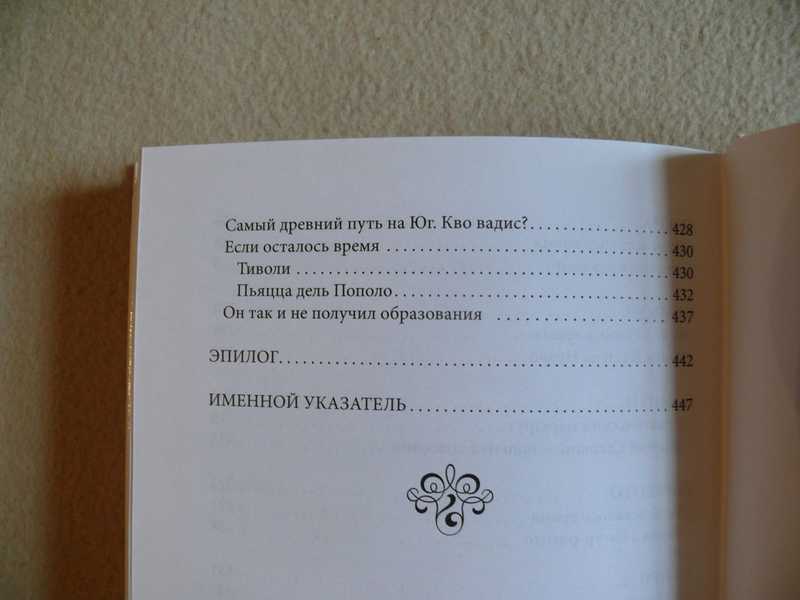 Самый древний путь на Юг. Кво вадис? 428
Если осталось время 430
Тиволи 430
Пьяцца дель Пополо 432
Он так и не получил образования 437
ЭПИЛОГ 442
ИМЕННОЙ УКАЗАТЕЛЬ 447